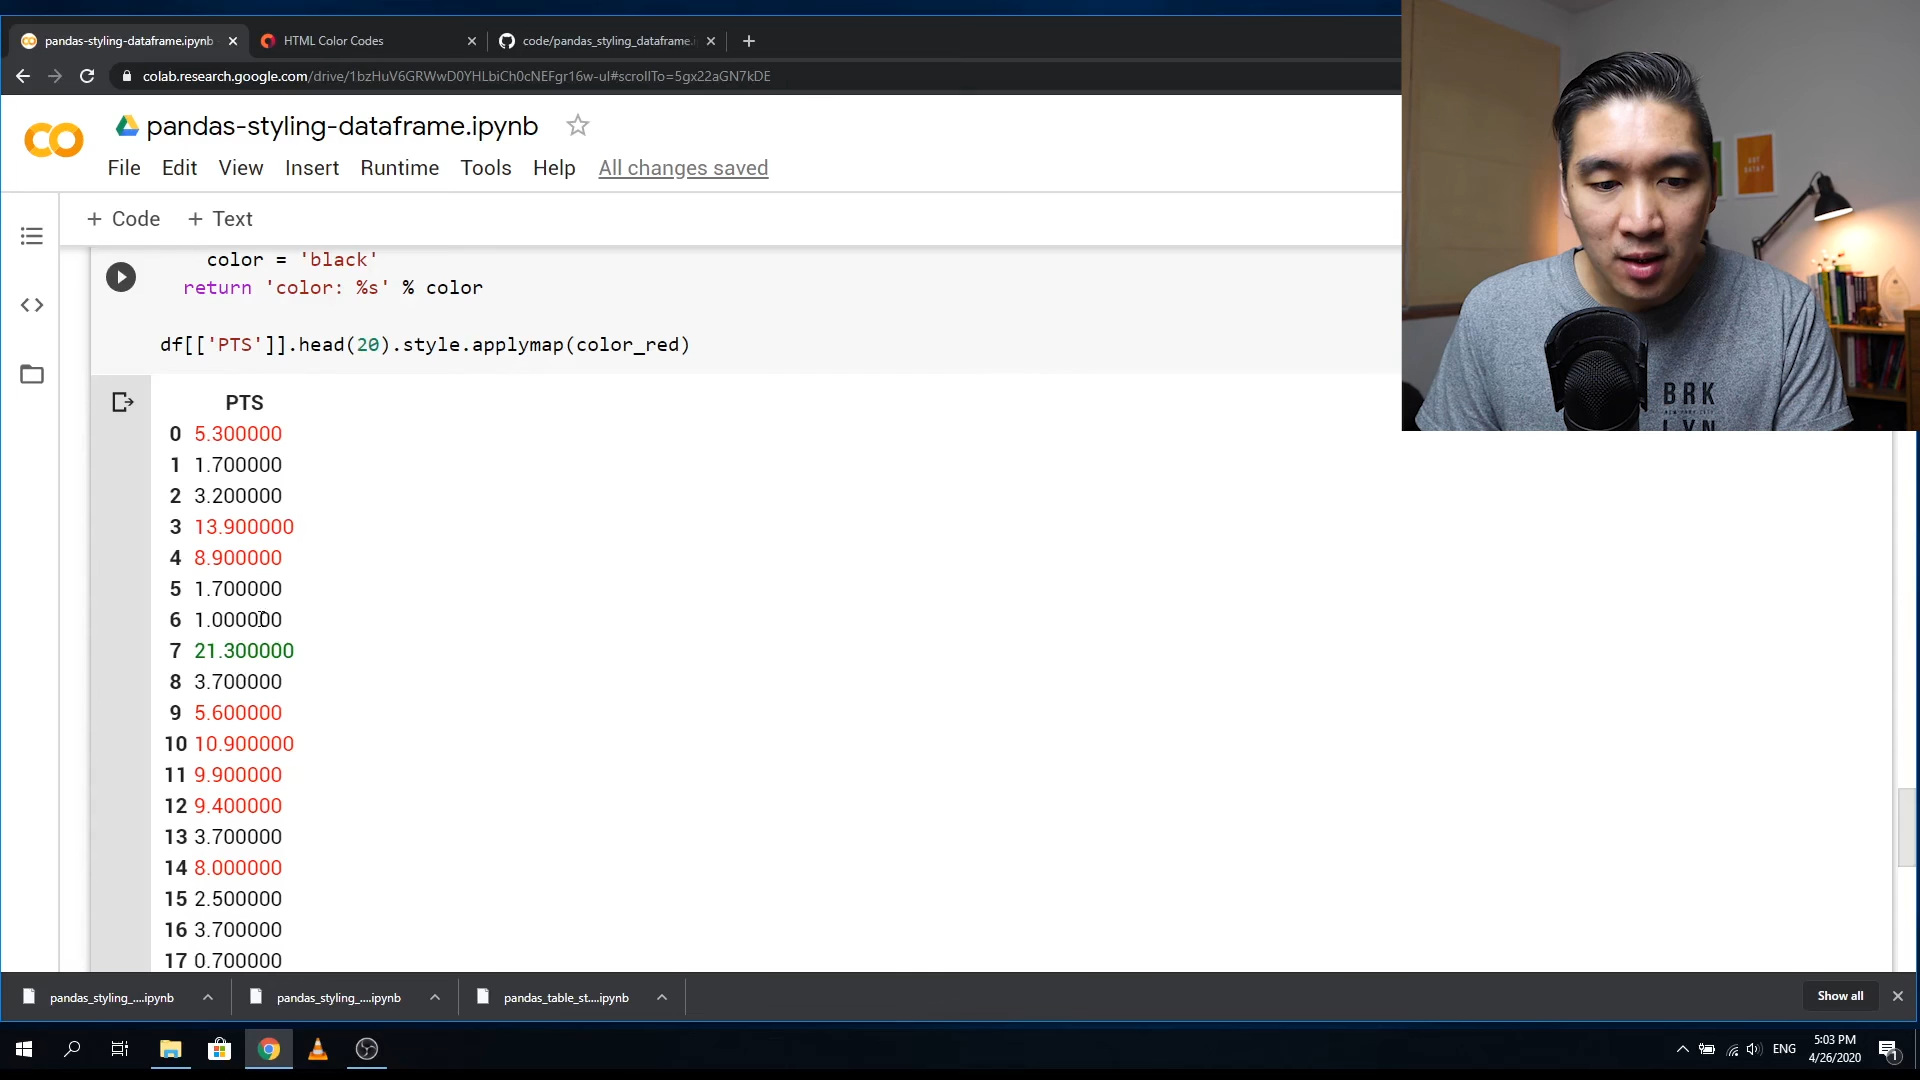 pandas-styling-dataframe.ipynb
HTML Color Codes
code/pandas_styling_dataframe.i
colab.research.google.com/drive/1bzHuV6GRWwD0YHLbiCh0cNEFgr16w-ul#scrollTo=5gx22aGN7kDE
pandas-styling-dataframe.ipynb
File Edit View Insert Runtime Tools Help All changes saved
+ Code + Text
color = 'black'
return 'color: %s' % color
df[['PTS']].head(20).style.applymap(color_red)
PTS
0 5.300000
1 1.700000
2 3.200000
3 13.900000
4 8.900000
5 1.700000
6 1.000000
7 21.300000
8 3.700000
9 5.600000
10 10.900000
11 9.900000
12 9.400000
13 3.700000
14 8.000000
15 2.500000
16 3.700000
17 0.700000
BRK
LYN
pandas_styling_....ipynb
pandas_styling_....ipynb
pandas_table_st....ipynb
Show all
ENG
5:03 PM
4/26/2020
1